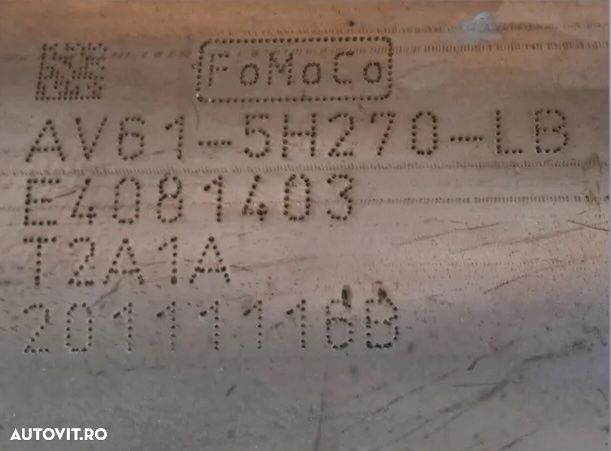 FoMoCo
AV61-5H270-LB
E4081403
T2A1A
20111116B
AUTOVIT.RO